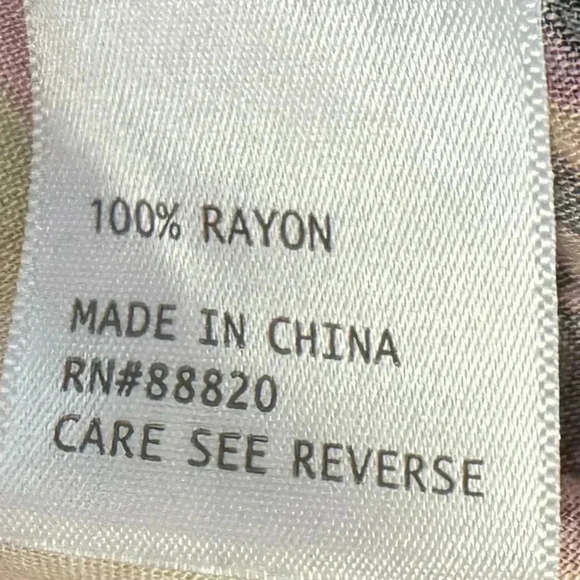 100% RAYON
MADE IN CHINA
RN#88820
CARE SEE REVERSE